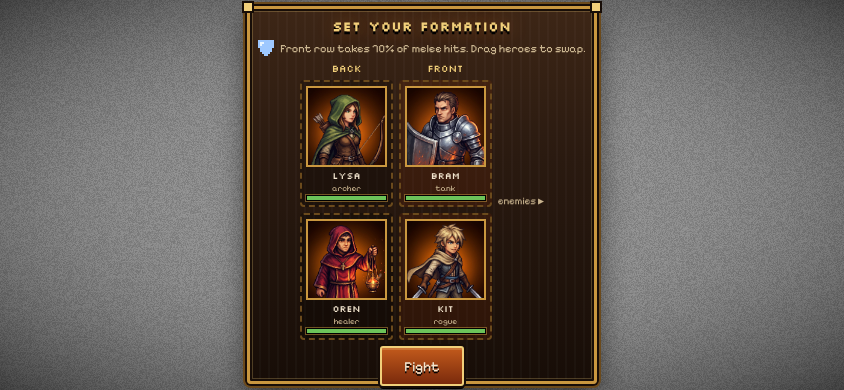 SET YOUR FORMATION
Front row takes 70% of melee hits. Drag heroes to swap.
BACK FRONT
LYSA BRAM
archer tank
enemies ▶
OREN KIT
healer rogue
Fight